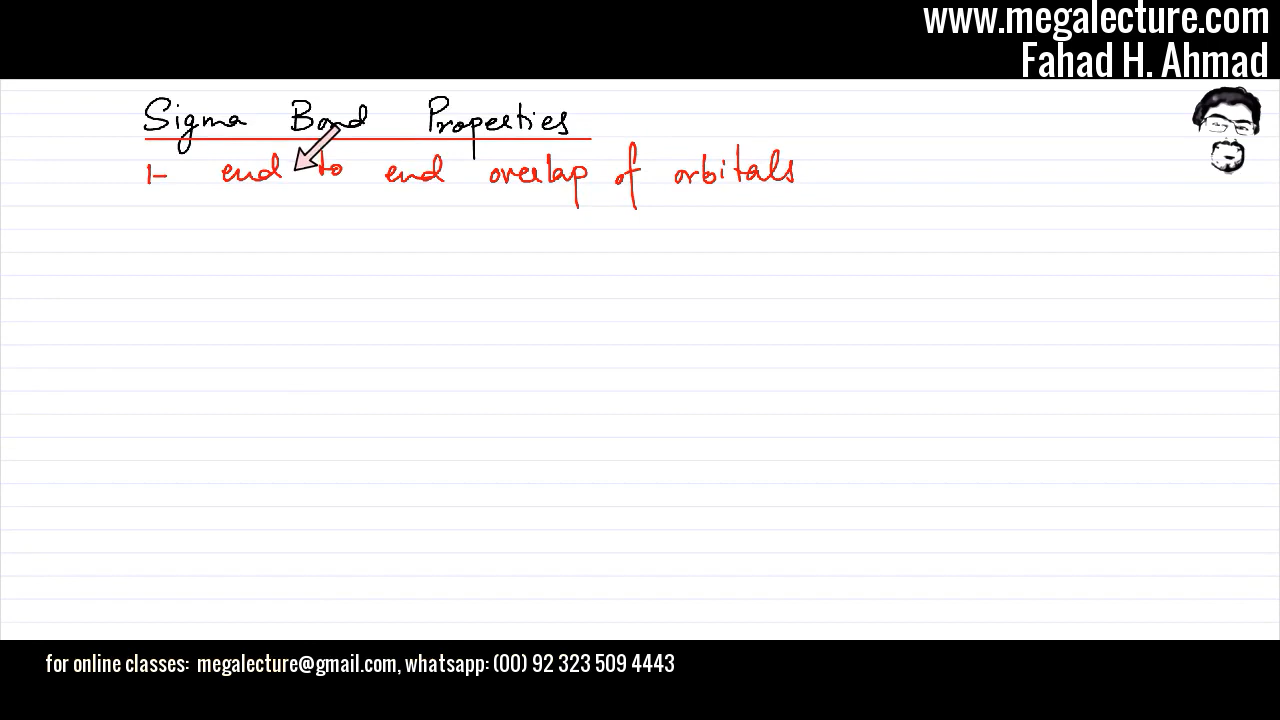 www.megalecture.com
Fahad H. Ahmad
Sigma Bond Properties
1- end to end overlap of orbitals
for online classes: megalecture@gmail.com, whatsapp: (00) 92 323 509 4443